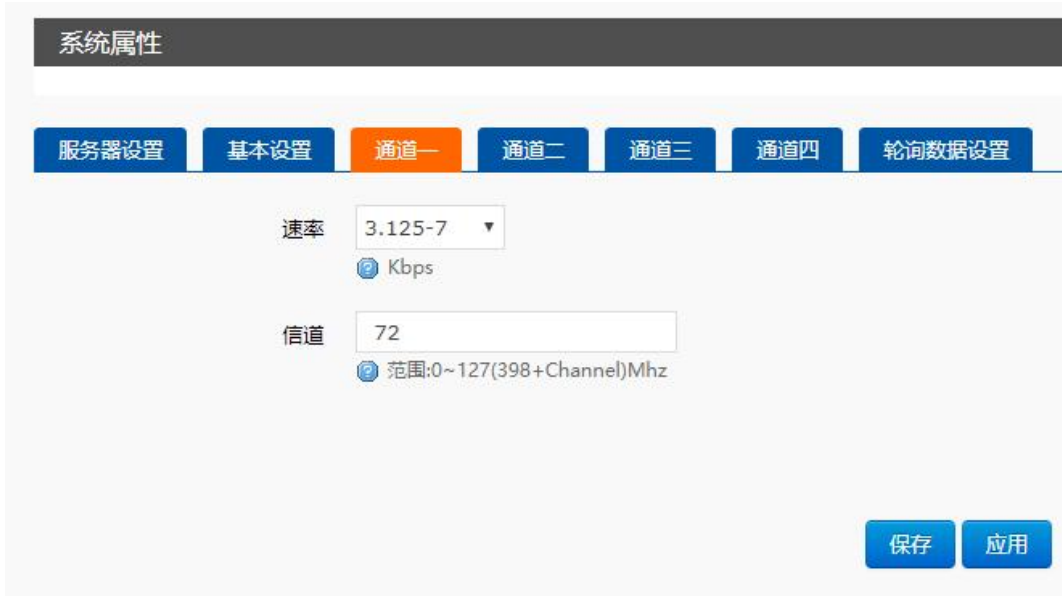 系统属性
服务器设置 基本设置 通道一 通道二 通道三 通道四 轮询数据设置
速率 3.125-7
Kbps
信道 72
范围:0~127(398+Channel)Mhz
保存 应用